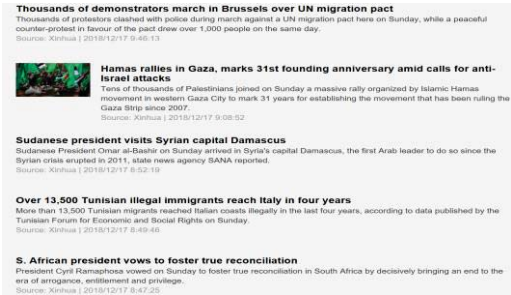 Thousands of demonstrators march in Brussels over UN migration pact
Thousands of protestors clashed with police during march against a UN migration pact here on Sunday, while a peaceful
counter-protest in favour of the pact drew over 1,000 people on the same day.
Source: Xinhua | 2018/12/17 9:46:13
Hamas rallies in Gaza, marks 31st founding anniversary amid calls for anti-
Israel attacks
Tens of thousands of Palestinians joined on Sunday a massive rally organized by Islamic Hamas
movement in western Gaza City to mark 31 years for establishing the movement that has been ruling the
Gaza Strip since 2007.
Source: Xinhua | 2018/12/17 9:08:52
Sudanese president visits Syrian capital Damascus
Sudanese President Omar al-Bashir on Sunday arrived in Syria's capital Damascus, the first Arab leader to do so since the
Syrian crisis erupted in 2011, state news agency SANA reported.
Source: Xinhua | 2018/12/17 8:52:19
Over 13,500 Tunisian illegal immigrants reach Italy in four years
More than 13,500 Tunisian migrants reached Italian coasts illegally in the last four years, according to data published by the
Tunisian Forum for Economic and Social Rights on Sunday.
Source: Xinhua | 2018/12/17 8:49:46
S. African president vows to foster true reconciliation
President Cyril Ramaphosa vowed on Sunday to foster true reconciliation in South Africa by decisively bringing an end to the
era of arrogance, entitlement and privilege.
Source: Xinhua | 2018/12/17 8:47:25